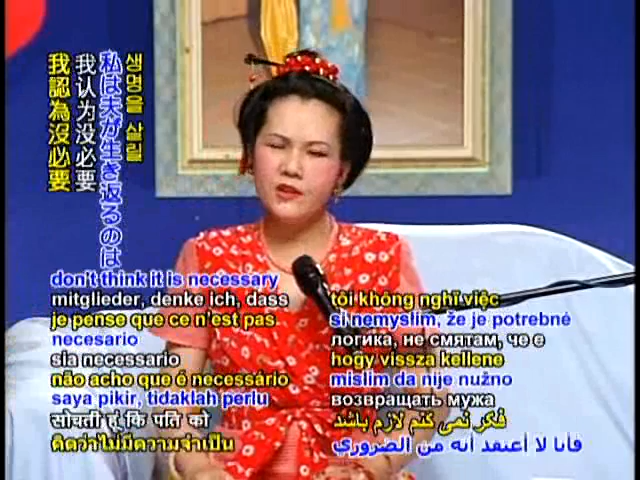 我認為沒必要
我认为没必要
私は夫が生き返るのは
생명을 살릴
don't think it is necessary
mitglieder, denke ich, dass
je pense que ce n'est pas
necesario
sia necessario
não acho que é necessário
saya pikir, tidaklah perlu
सोचती हूं कि पति को
คิดว่าไม่มีความจำเป็น
tôi không nghĩ việc
si nemyslím, že je potrebné
логика, не смятам, че е
hogy vissza kellene
mislim da nije nužno
возвращать мужа
فکر نمی کنم لازم باشد
فأنا لا أعتقد أنه من الضروري